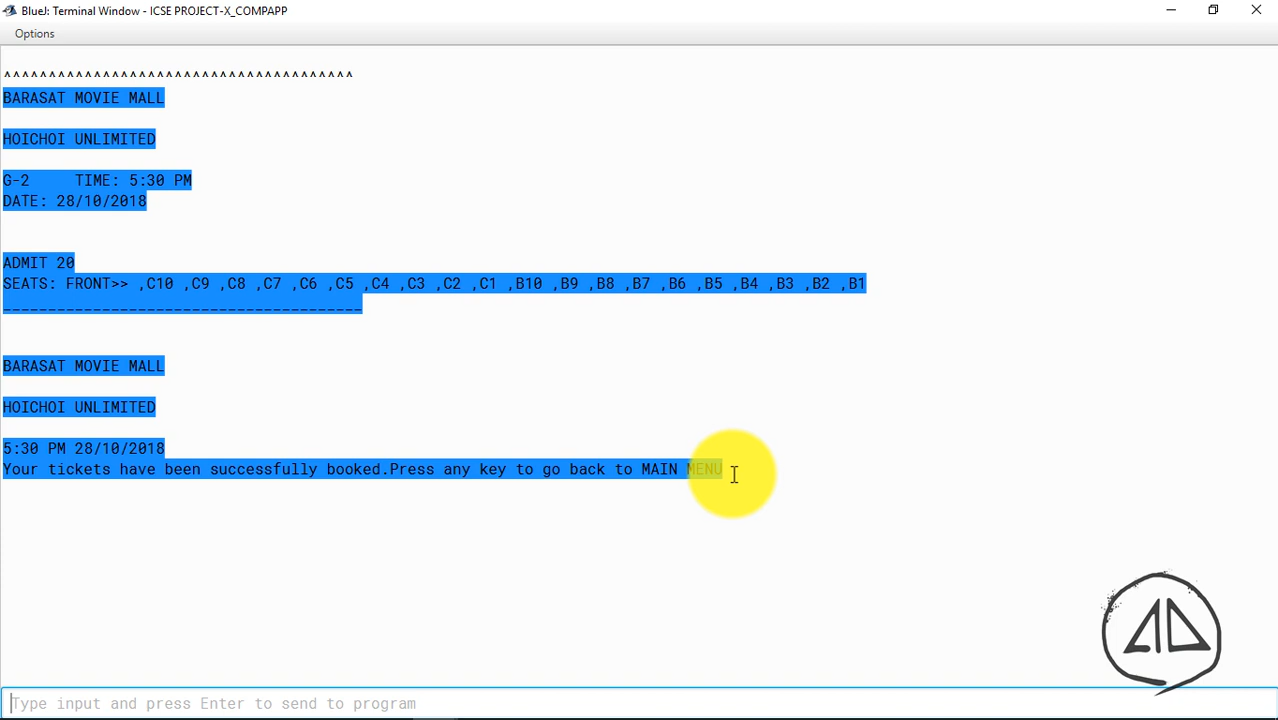 BlueJ: Terminal Window - ICSE PROJECT-X_COMPAPP
Options
^^^^^^^^^^^^^^^^^^^^^^^^^^^^^^^^^^^^^^^
BARASAT MOVIE MALL
HOICHOI UNLIMITED
G-2     TIME: 5:30 PM
DATE: 28/10/2018
ADMIT 20
SEATS: FRONT>> ,C10 ,C9 ,C8 ,C7 ,C6 ,C5 ,C4 ,C3 ,C2 ,C1 ,B10 ,B9 ,B8 ,B7 ,B6 ,B5 ,B4 ,B3 ,B2 ,B1
________________________________________
BARASAT MOVIE MALL
HOICHOI UNLIMITED
5:30 PM 28/10/2018
Your tickets have been successfully booked.Press any key to go back to MAIN MENU
Type input and press Enter to send to program